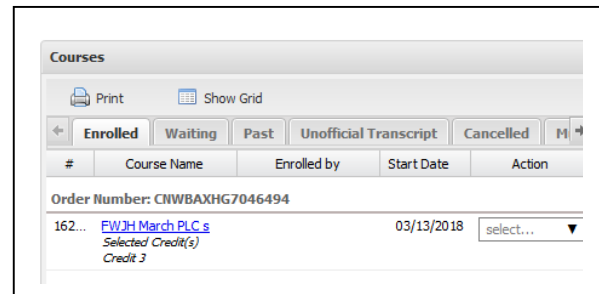 Courses
Print Show Grid
Enrolled Waiting Past Unofficial Transcript Cancelled
# Course Name Enrolled by Start Date Action
Order Number: CNWBAXHG7046494
162... FWJH March PLC s 03/13/2018 select...
Selected Credit(s)
Credit 3